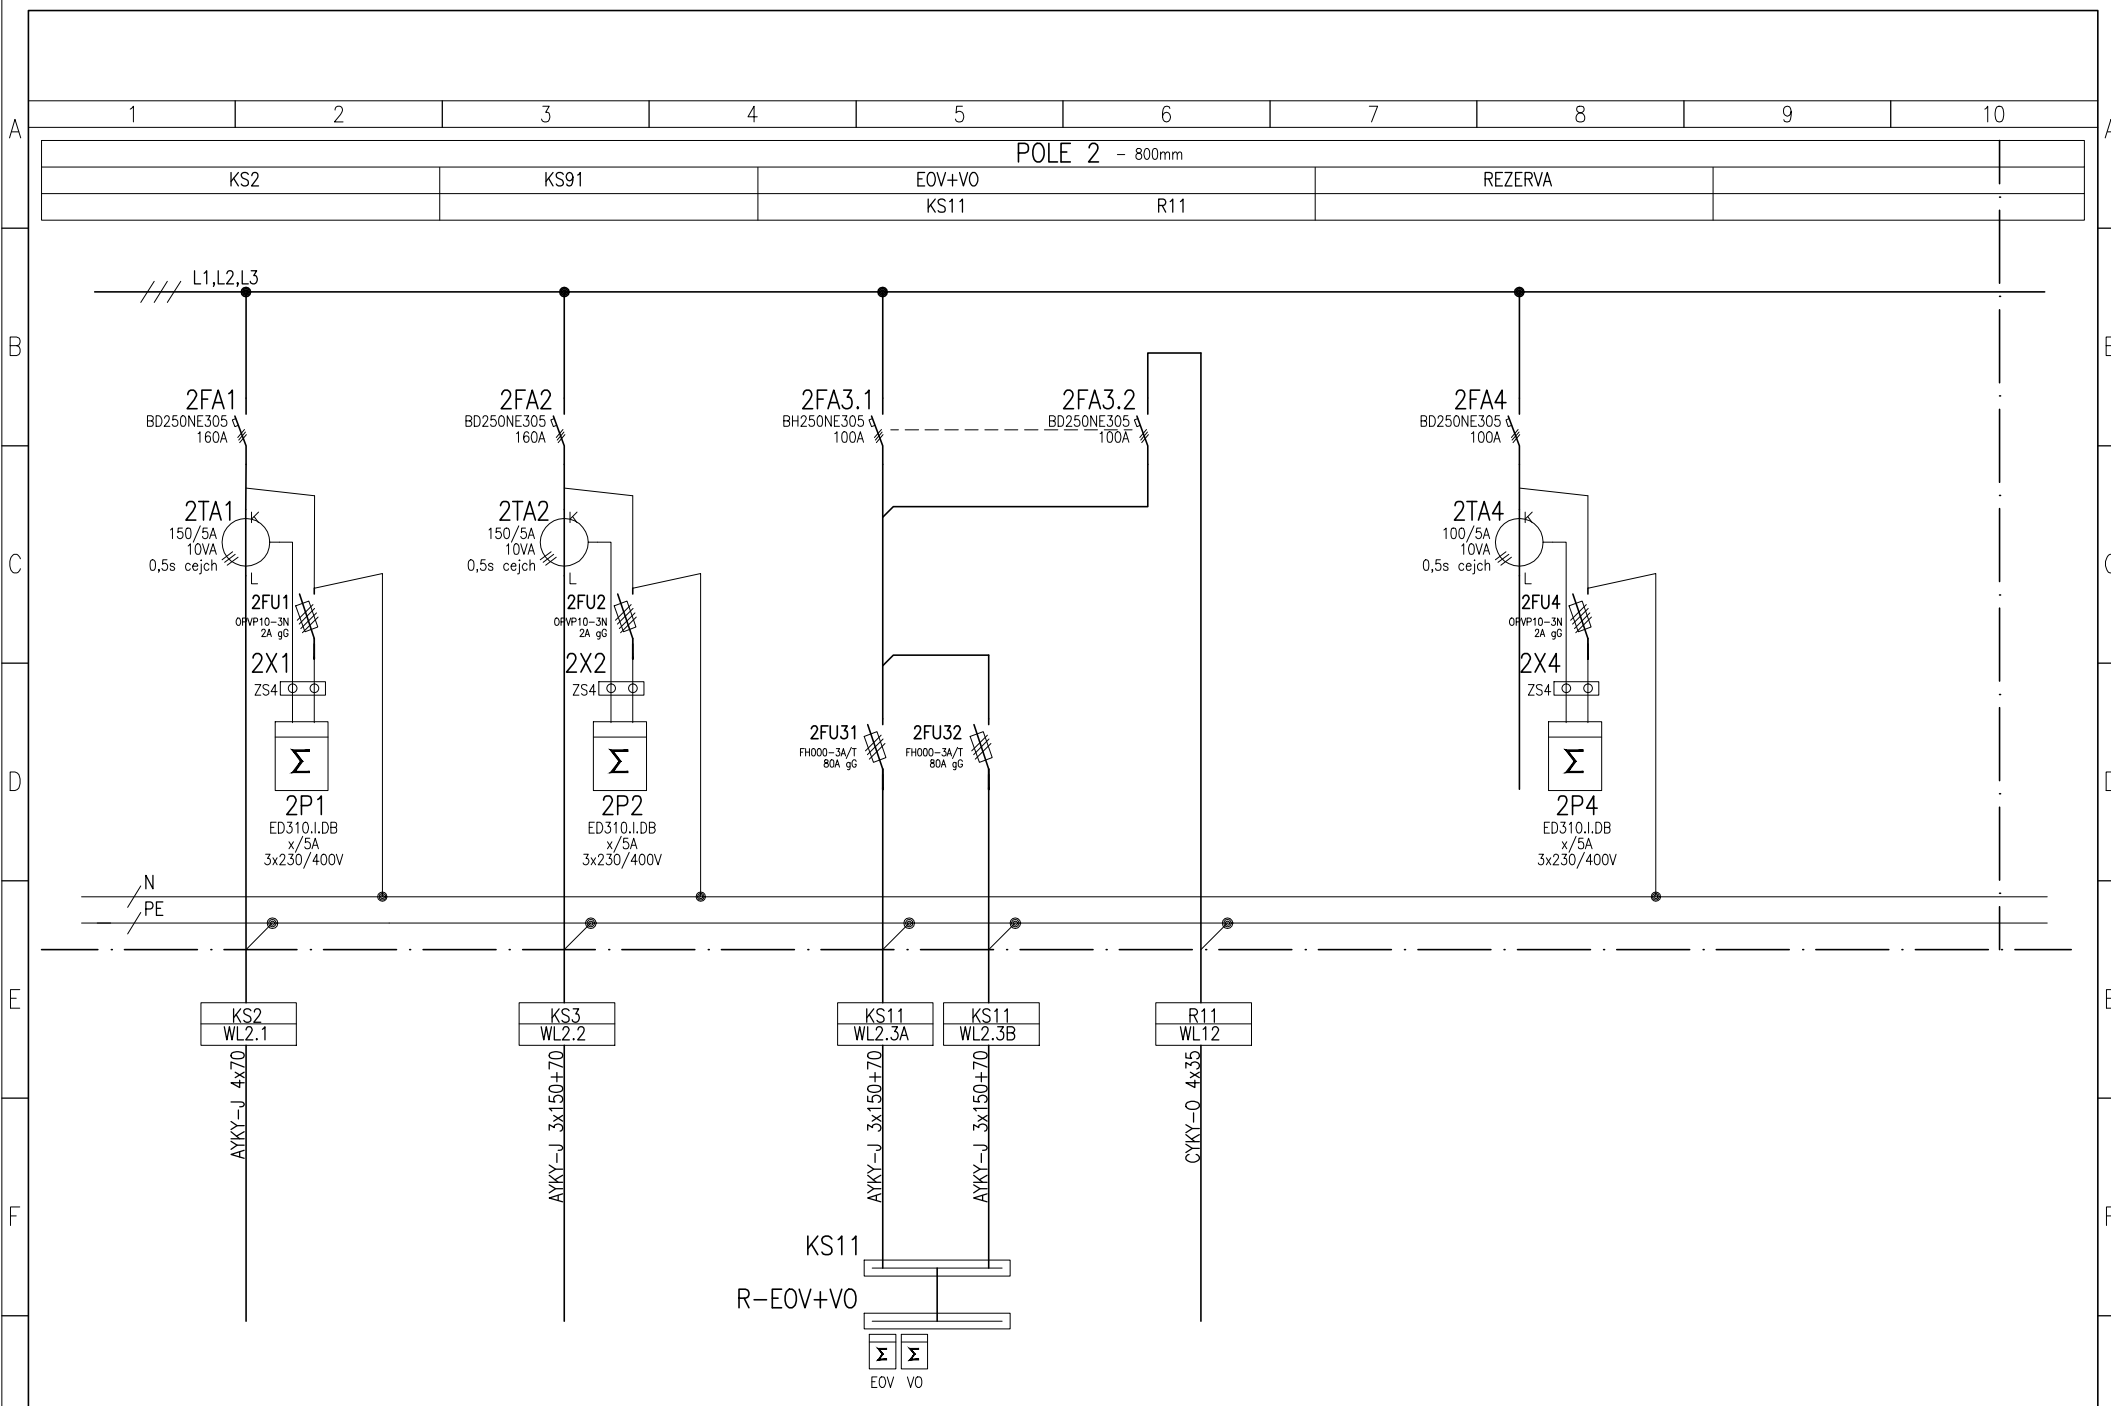 1 2 3 4 5 6 7 8 9 10
A
POLE 2 - 800mm
KS2 KS91 EOV+VO REZERVA
KS11 R11
L1,L2,L3
B
2FA1
BD250NE305
160A
2FA2
BD250NE305
160A
2FA3.1
BH250NE305
100A
2FA3.2
BD250NE305
100A
2FA4
BD250NE305
100A
C
2TA1
150/5A
10VA
0,5s cejch
K
L
2TA2
150/5A
10VA
0,5s cejch
K
L
2TA4
100/5A
10VA
0,5s cejch
K
L
2FU1
OPVP10-3N
2A gG
2FU2
OPVP10-3N
2A gG
2FU4
OPVP10-3N
2A gG
2X1
ZS4
2X2
ZS4
2X4
ZS4
D
2FU31
FH000-3A/T
80A gG
2FU32
FH000-3A/T
80A gG
Σ
2P1
ED310.I.DB
x/5A
3x230/400V
Σ
2P2
ED310.I.DB
x/5A
3x230/400V
Σ
2P4
ED310.I.DB
x/5A
3x230/400V
N
PE
E
KS2
WL2.1
KS3
WL2.2
KS11
WL2.3A
KS11
WL2.3B
R11
WL12
AYKY-J 4x70
AYKY-J 3x150+70
AYKY-J 3x150+70
AYKY-J 3x150+70
CYKY-O 4x35
F
KS11
R-EOV+VO
Σ Σ
EOV VO